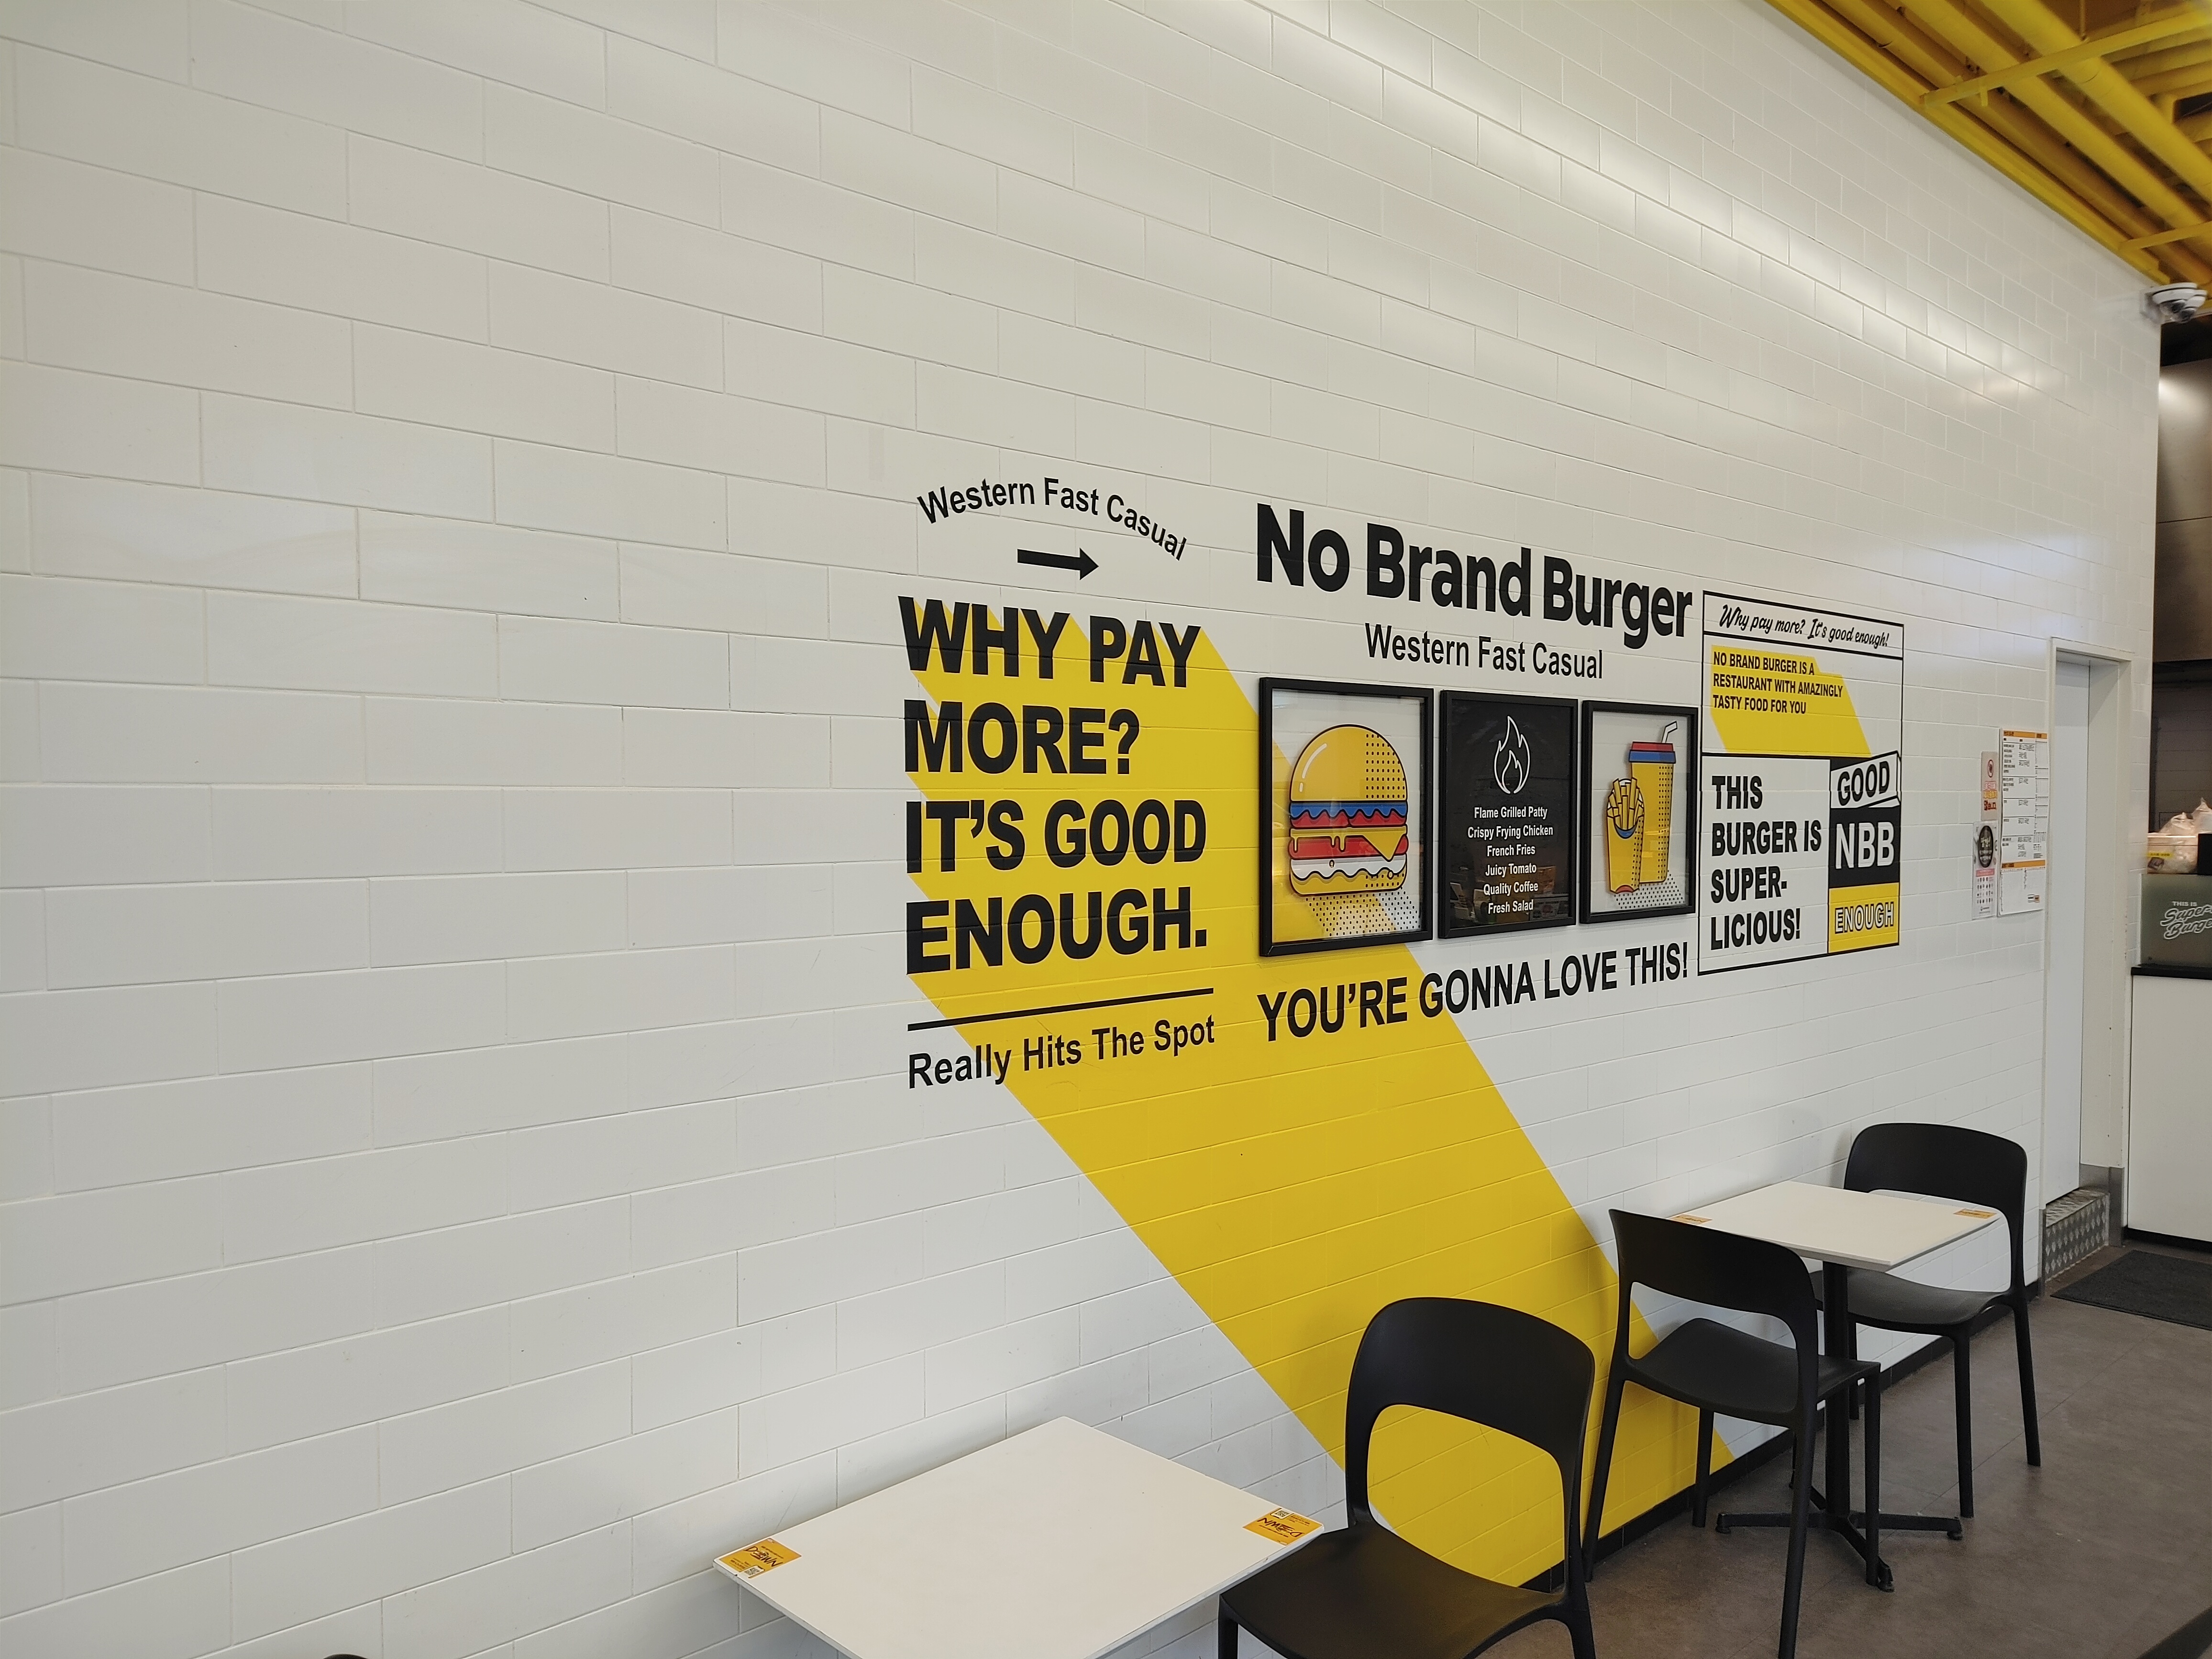 Western Fast Casual
WHY PAY
MORE?
IT'S GOOD
ENOUGH.
Really Hits The Spot
No Brand Burger
Western Fast Casual
Flame Grilled Patty
Crispy Frying Chicken
French Fries
Juicy Tomato
Quality Coffee
Fresh Salad
YOU'RE GONNA LOVE THIS!
Why pay more? It's good enough!
NO BRAND BURGER IS A
RESTAURANT WITH AMAZINGLY
TASTY FOOD FOR YOU
THIS
BURGER IS
SUPER-
LICIOUS!
GOOD
NBB
ENOUGH
THIS IS